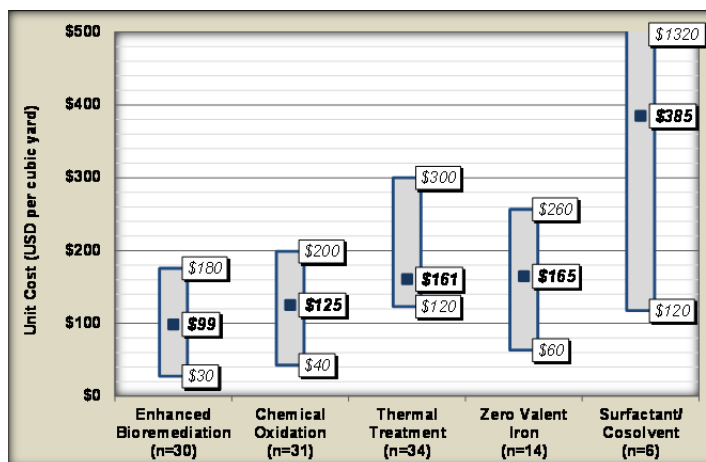 Unit Cost (USD per cubic yard)
$500
$400
$300
$200
$100
$0
$180
$99
$30
$200
$125
$40
$300
$161
$120
$260
$165
$60
$1320
$385
$120
Enhanced
Bioremediation
(n=30)
Chemical
Oxidation
(n=31)
Thermal
Treatment
(n=34)
Zero Valent
Iron
(n=14)
Surfactant/
Cosolvent
(n=6)